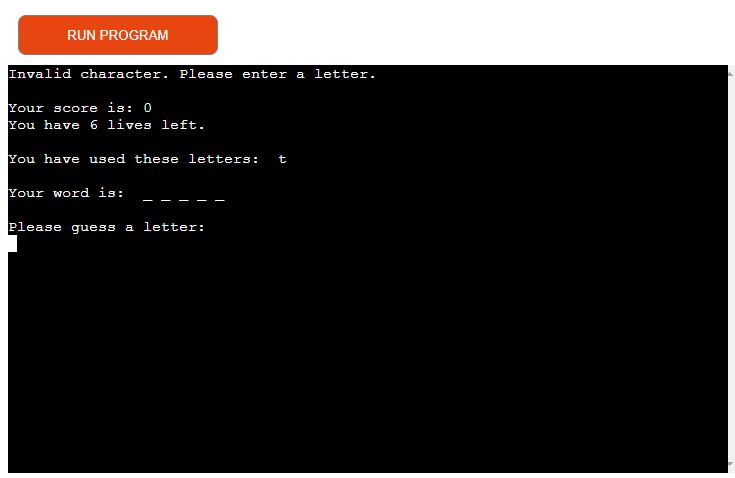 RUN PROGRAM
Invalid character. Please enter a letter.
Your score is: 0
You have 6 lives left.
You have used these letters:  t
Your word is:  _ _ _ _ _
Please guess a letter: